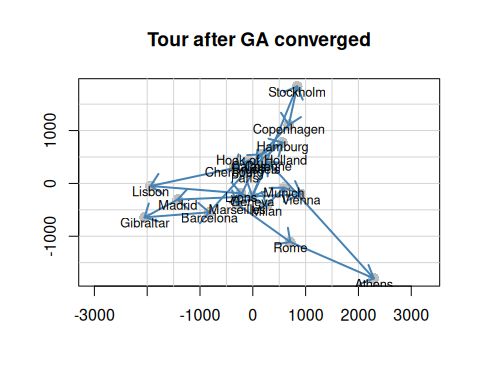 Tour after GA converged
Stockholm
Copenhagen
Hamburg
Hook of Holland
Cherbourg
Paris
Lisbon
Lyons
Munich
Madrid
Geneva
Vienna
Marseilles
Milan
Barcelona
Gibraltar
Rome
Athens
1000
0
-1000
-3000
-1000
0
1000
2000
3000